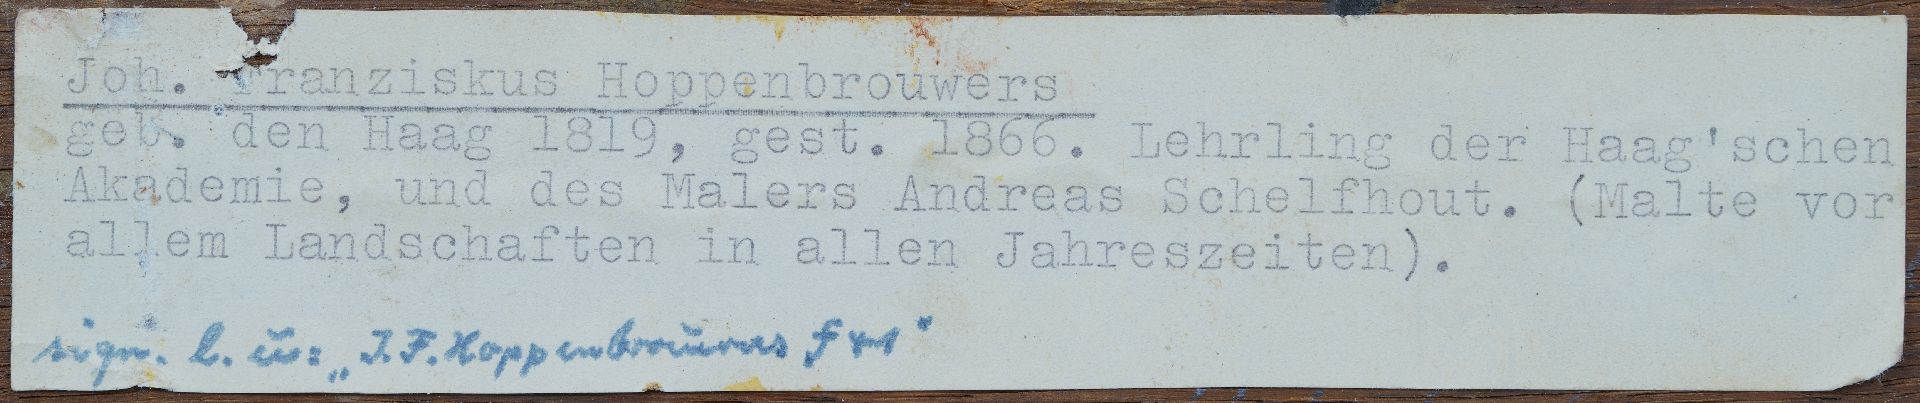 Joh. Franziskus Hoppenbrouwers
geb. den Haag 1819, gest. 1866. Lehrling der Haag'schen
Akademie, und des Malers Andreas Schelfhout. (Malte vor
allem Landschaften in allen Jahreszeiten).
sign. l. u: „J. F. Hoppenbrouwers